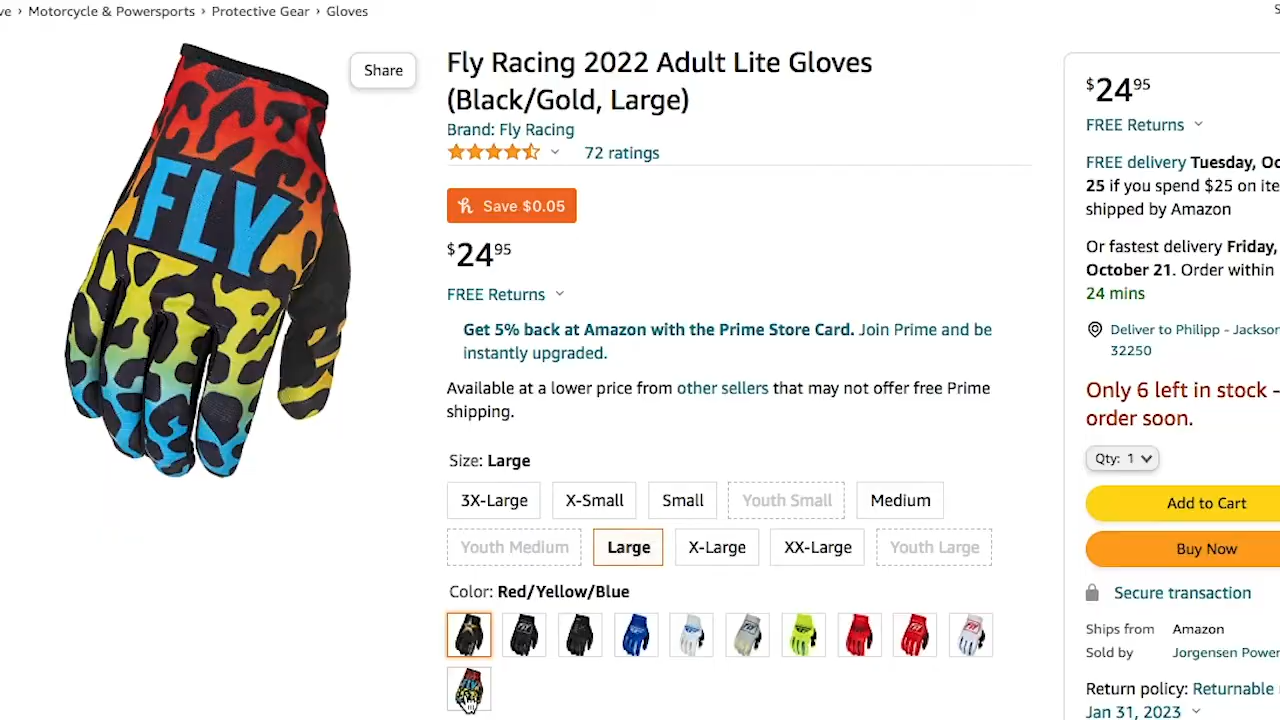 ve › Motorcycle & Powersports › Protective Gear › Gloves
S
Share
FLY
Fly Racing 2022 Adult Lite Gloves
(Black/Gold, Large)
Brand: Fly Racing
72 ratings
Save $0.05
$24 95
FREE Returns
Get 5% back at Amazon with the Prime Store Card. Join Prime and be
instantly upgraded.
Available at a lower price from other sellers that may not offer free Prime
shipping.
Size: Large
3X-Large X-Small Small Youth Small Medium
Youth Medium Large X-Large XX-Large Youth Large
Color: Red/Yellow/Blue
FLY
$24 95
FREE Returns
FREE delivery Tuesday, Oc
25 if you spend $25 on ite
shipped by Amazon
Or fastest delivery Friday,
October 21. Order within
24 mins
Deliver to Philipp - Jackson
32250
Only 6 left in stock -
order soon.
Qty: 1
Add to Cart
Buy Now
Secure transaction
Ships from Amazon
Sold by Jorgensen Power
Return policy: Returnable
Jan 31, 2023